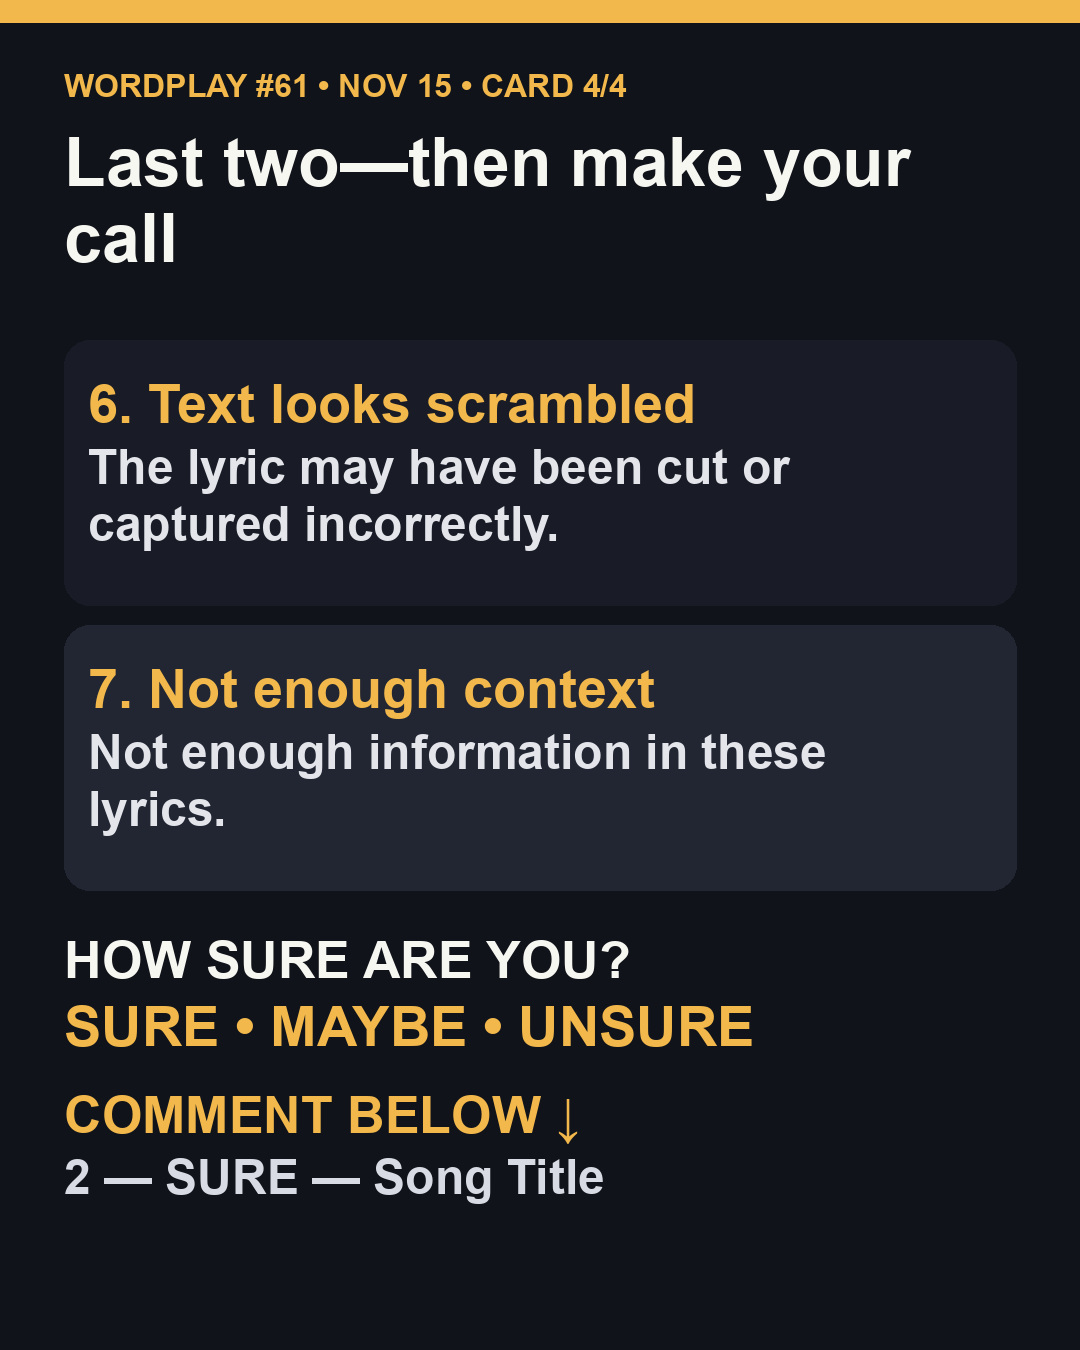 WORDPLAY #61 • NOV 15 • CARD 4/4
Last two—then make your
call
6. Text looks scrambled
The lyric may have been cut or
captured incorrectly.
7. Not enough context
Not enough information in these
lyrics.
HOW SURE ARE YOU?
SURE • MAYBE • UNSURE
COMMENT BELOW ↓
2 — SURE — Song Title